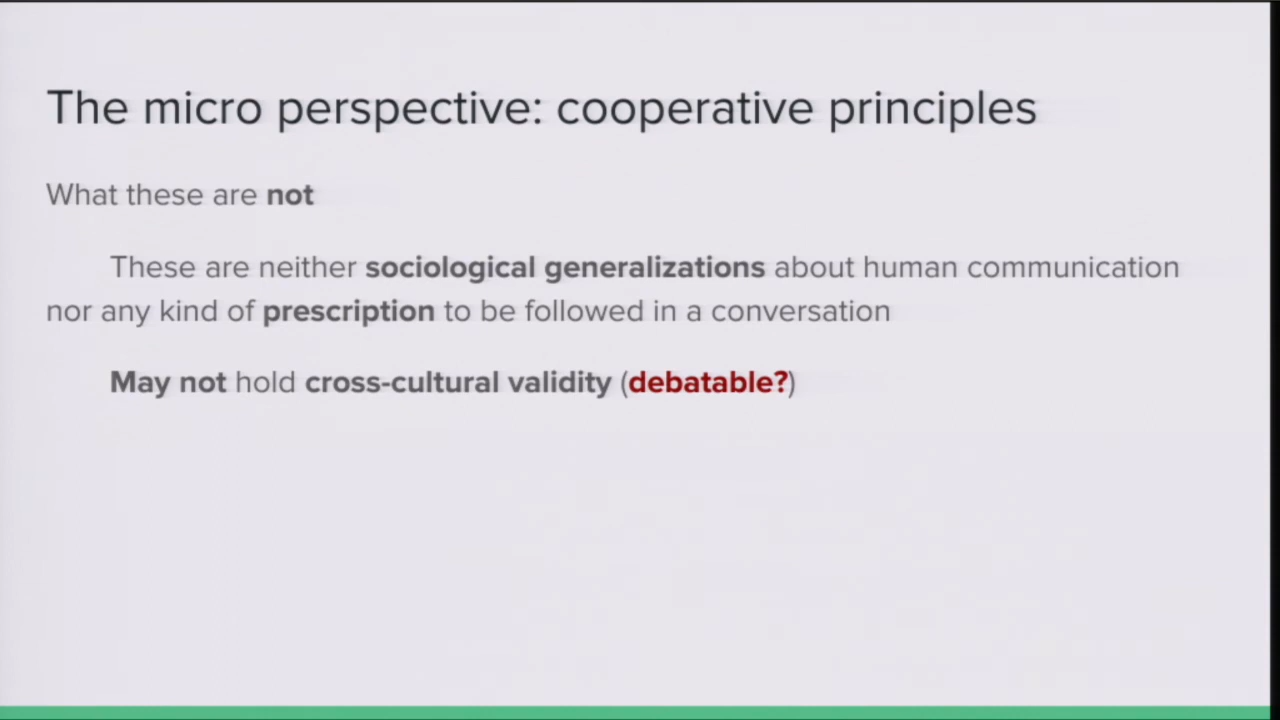 The micro perspective: cooperative principles
What these are not
These are neither sociological generalizations about human communication
nor any kind of prescription to be followed in a conversation
May not hold cross-cultural validity (debatable?)